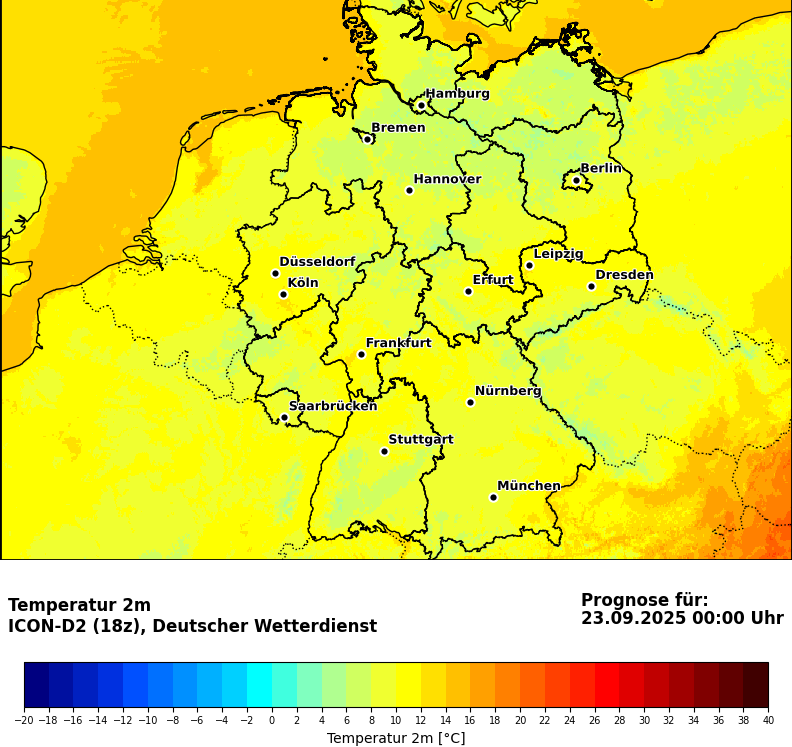 Hamburg
Bremen
Berlin
Hannover
Leipzig
Düsseldorf
Dresden
Erfurt
Köln
Frankfurt
Nürnberg
Saarbrücken
Stuttgart
München
Temperatur 2m
ICON-D2 (18z), Deutscher Wetterdienst
Prognose für:
23.09.2025 00:00 Uhr
−20 −18 −16 −14 −12 −10 −8 −6 −4 −2 0 2 4 6 8 10 12 14 16 18 20 22 24 26 28 30 32 34 36 38 40
Temperatur 2m [°C]